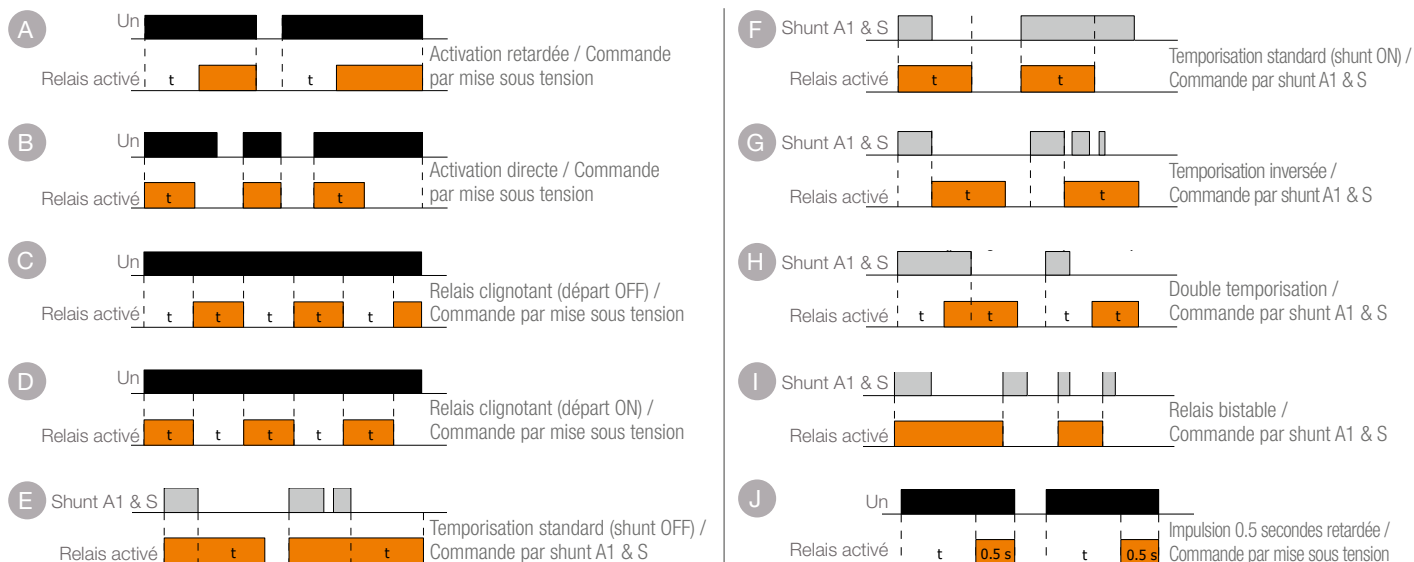 A
Un
Relais activé
t
t
Activation retardée / Commande
par mise sous tension
B
Un
Relais activé
t
t
Activation directe / Commande
par mise sous tension
C
Un
Relais activé
t
t
t
t
t
Relais clignotant (départ OFF) /
Commande par mise sous tension
D
Un
Relais activé
t
t
t
t
t
Relais clignotant (départ ON) /
Commande par mise sous tension
E
Shunt A1 & S
Relais activé
t
t
Temporisation standard (shunt OFF) /
Commande par shunt A1 & S
F
Shunt A1 & S
Relais activé
t
t
Temporisation standard (shunt ON) /
Commande par shunt A1 & S
G
Shunt A1 & S
Relais activé
t
t
Temporisation inversée /
Commande par shunt A1 & S
H
Shunt A1 & S
Relais activé
t
t
t
t
Double temporisation /
Commande par shunt A1 & S
I
Shunt A1 & S
Relais activé
Relais bistable /
Commande par shunt A1 & S
J
Un
Relais activé
t
0.5 s
t
0.5 s
Impulsion 0.5 secondes retardée /
Commande par mise sous tension